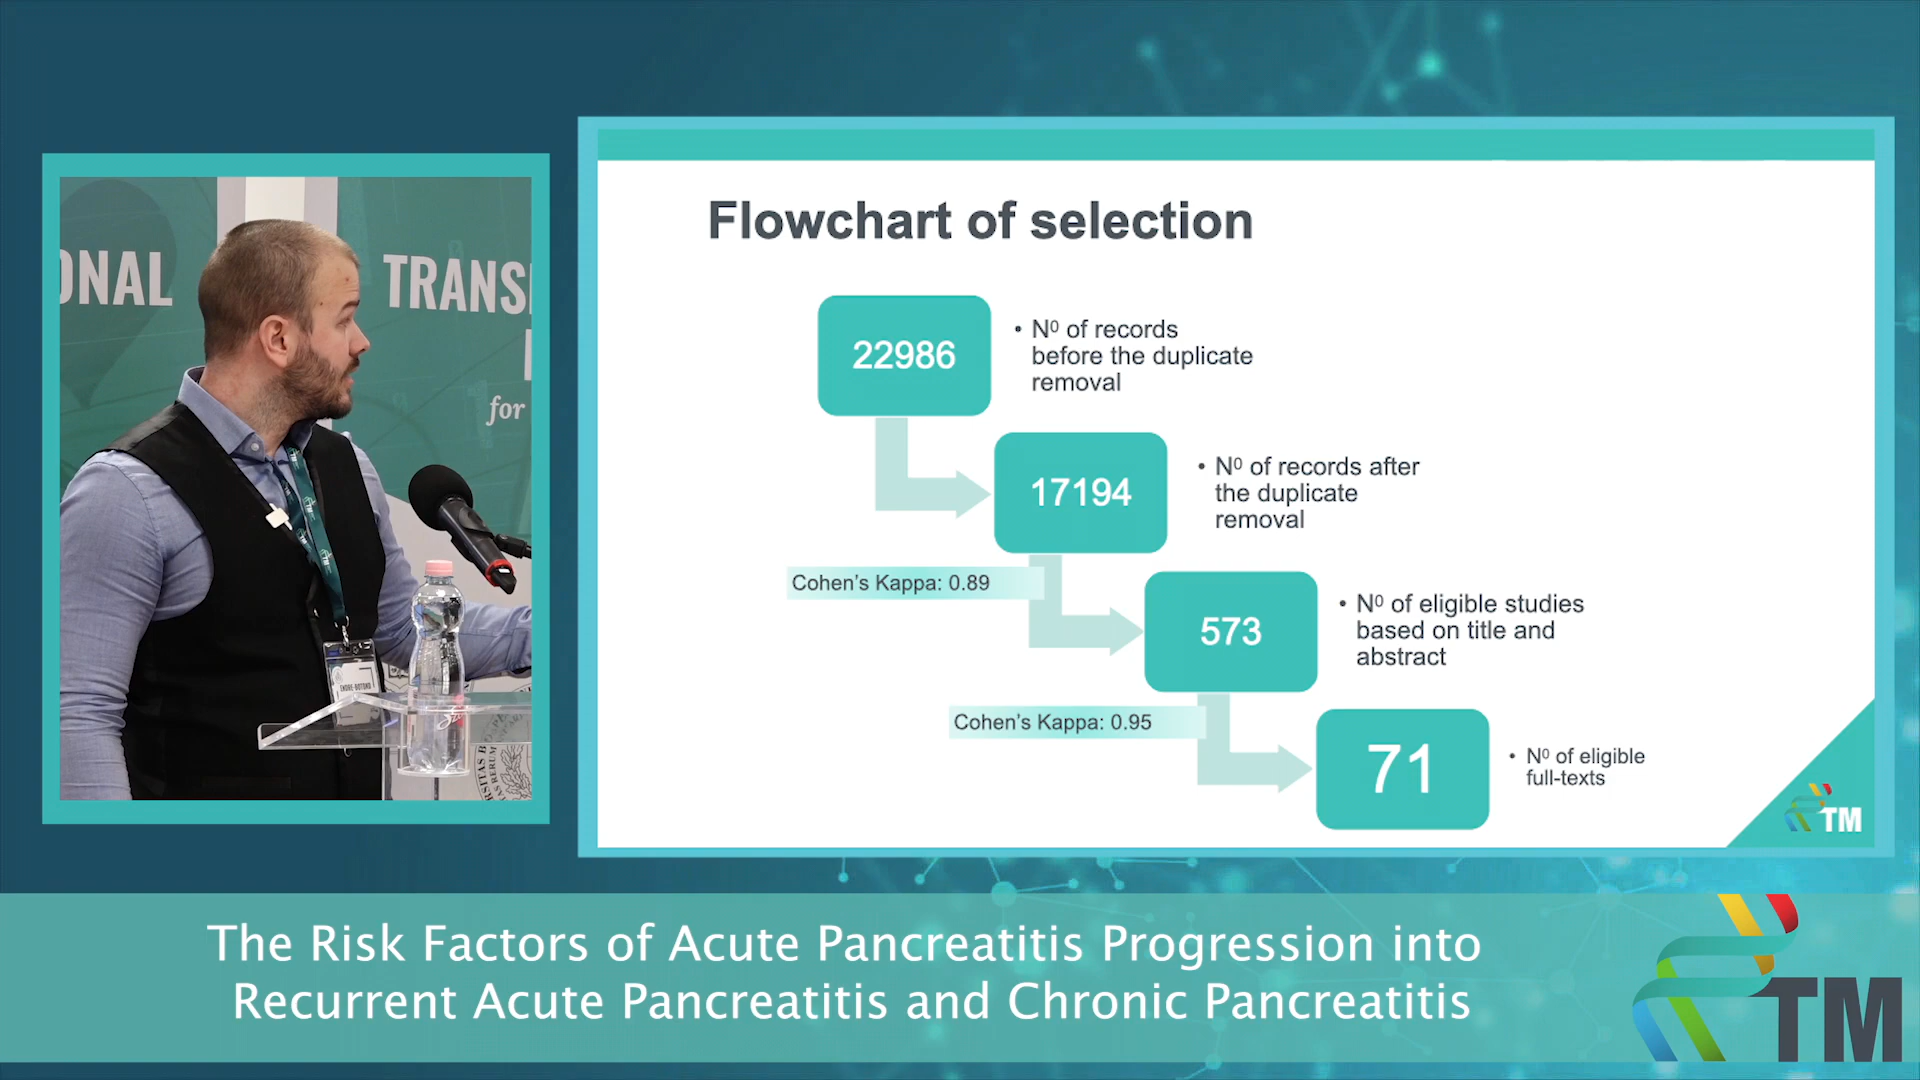 ONAL
TRANS
for
TM
Flowchart of selection
22986
• Nº of records
before the duplicate
removal
17194
• Nº of records after
the duplicate
removal
Cohen's Kappa: 0.89
573
• Nº of eligible studies
based on title and
abstract
Cohen's Kappa: 0.95
71
• Nº of eligible
full-texts
TM
The Risk Factors of Acute Pancreatitis Progression into
Recurrent Acute Pancreatitis and Chronic Pancreatitis
TM